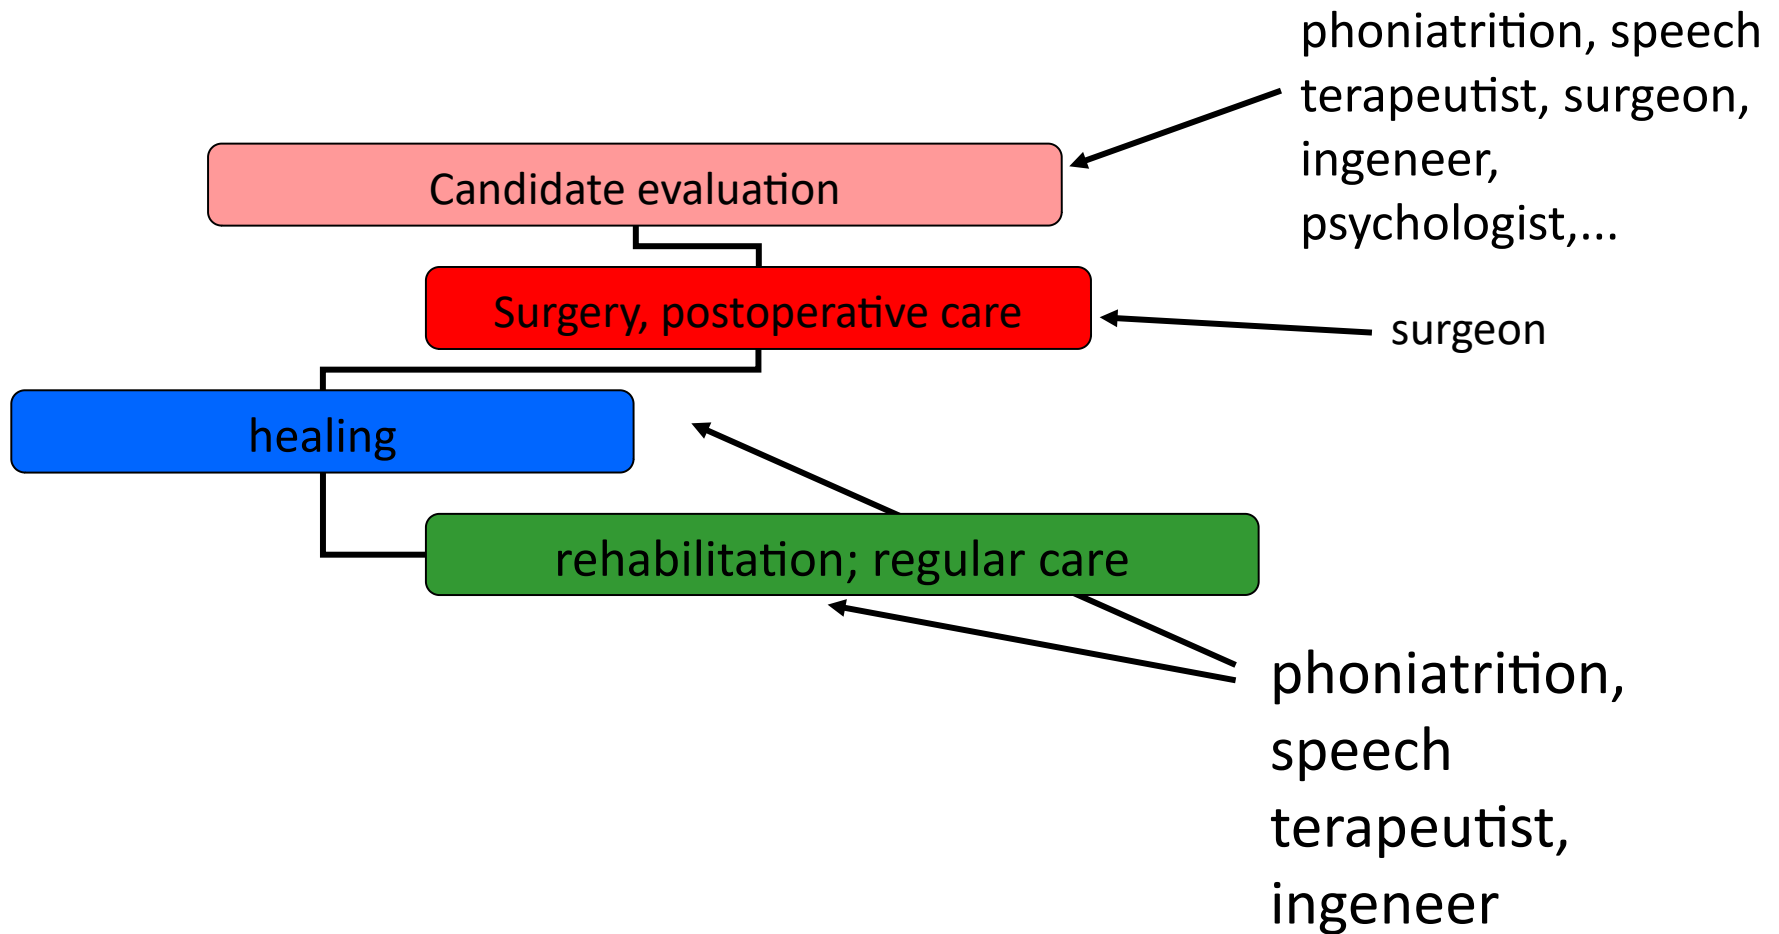 phoniatrition, speech
terapeutist, surgeon,
ingeneer,
psychologist,...
Candidate evaluation
Surgery, postoperative care
surgeon
healing
rehabilitation; regular care
phoniatrition,
speech
terapeutist,
ingeneer